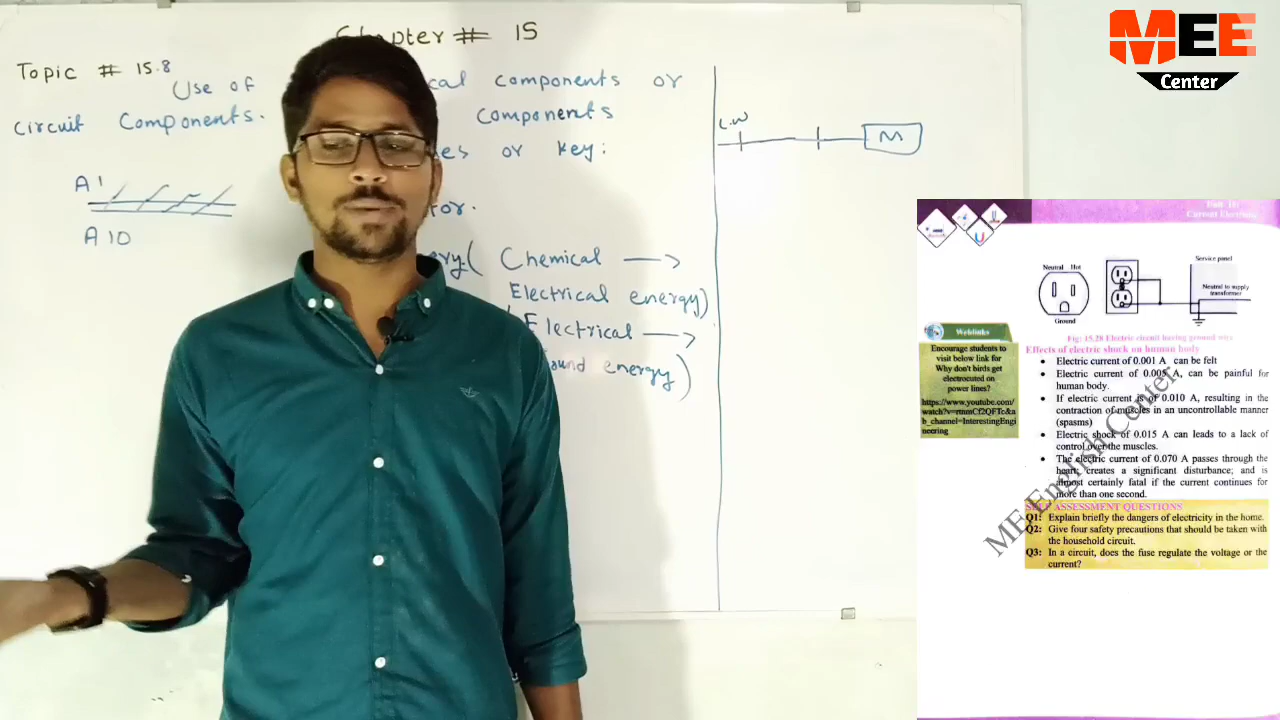 Chapter # 15
Topic # 15.8
Use of
circuit Components.
A1
A 10
cal components or
components
es or key:
tor.
ery( Chemical
Electrical energy)
( Electrical
ound energy)
L.W
M
MEE
Center
Unit 15:
Current Electricity
Neutral Hot
Ground
Service panel
Neutral to supply
transformer
Fig: 15.28 Electric circuit having ground wire
Weblinks
Encourage students to
visit below link for
Why don't birds get
electrocuted on
power lines?
https://www.youtube.com/
watch?v=rmmCf2QFTc&a
b_channel=InterestingEngi
neering
Effects of electric shock on human body
• Electric current of 0.001 A can be felt
• Electric current of 0.005 A, can be painful for
human body.
• If electric current is of 0.010 A, resulting in the
contraction of muscles in an uncontrollable manner
(spasms)
• Electric shock of 0.015 A can leads to a lack of
control over the muscles.
• The electric current of 0.070 A passes through the
heart; creates a significant disturbance; and is
almost certainly fatal if the current continues for
more than one second.
ME English Center
SELF ASSESSMENT QUESTIONS
Q1: Explain briefly the dangers of electricity in the home.
Q2: Give four safety precautions that should be taken with
the household circuit.
Q3: In a circuit, does the fuse regulate the voltage or the
current?